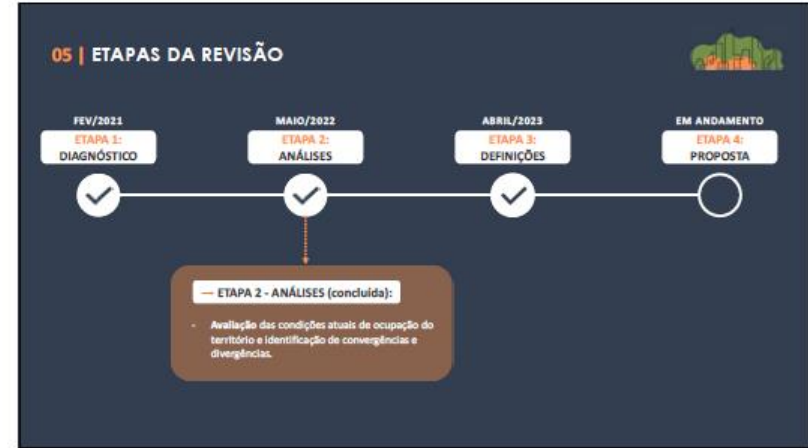 05 | ETAPAS DA REVISÃO
FEV/2021
ETAPA 1:
DIAGNÓSTICO
MAIO/2022
ETAPA 2:
ANÁLISES
ABRIL/2023
ETAPA 3:
DEFINIÇÕES
EM ANDAMENTO
ETAPA 4:
PROPOSTA
— ETAPA 2 - ANÁLISES (concluída):
- Avaliação das condições atuais de ocupação do
território e identificação de convergências e
divergências.